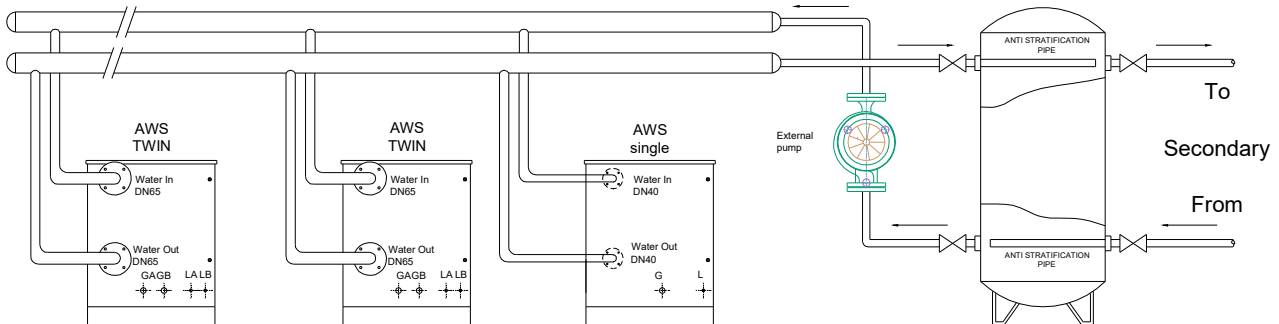 ANTI STRATIFICATION
PIPE
To
Secondary
From
ANTI STRATIFICATION
PIPE
External
pump
AWS
TWIN
Water In
DN65
Water Out
DN65
GAGB
LA LB
AWS
TWIN
Water In
DN65
Water Out
DN65
GAGB
LA LB
AWS
single
Water In
DN40
Water Out
DN40
G
L